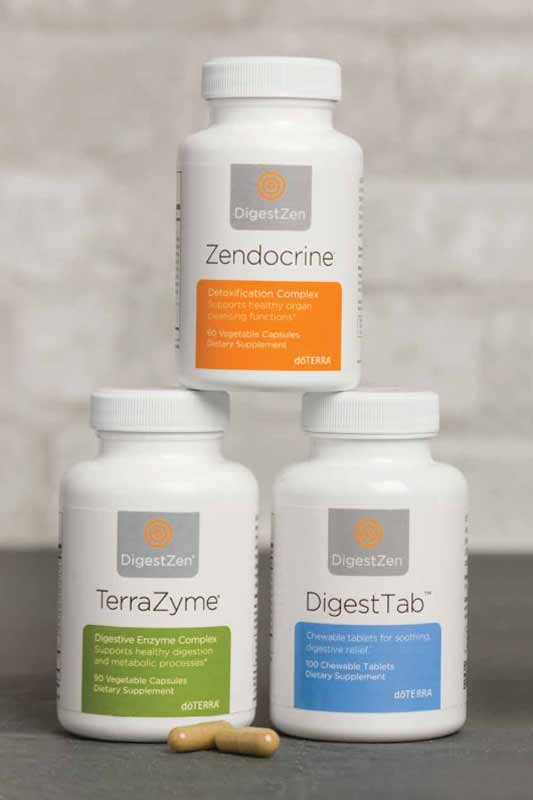 DigestZen
Zendocrine
Detoxification Complex
Supports healthy organ
cleansing functions*
60 Vegetable Capsules
Dietary Supplement
dōTERRA
DigestZen®
TerraZyme®
Digestive Enzyme Complex
Supports healthy digestion
and metabolic processes*
90 Vegetable Capsules
Dietary Supplement
dōTERRA
DigestZen
DigestTab™
Chewable tablets for soothing,
digestive relief.
100 Chewable Tablets
Dietary Supplement
dōTERRA